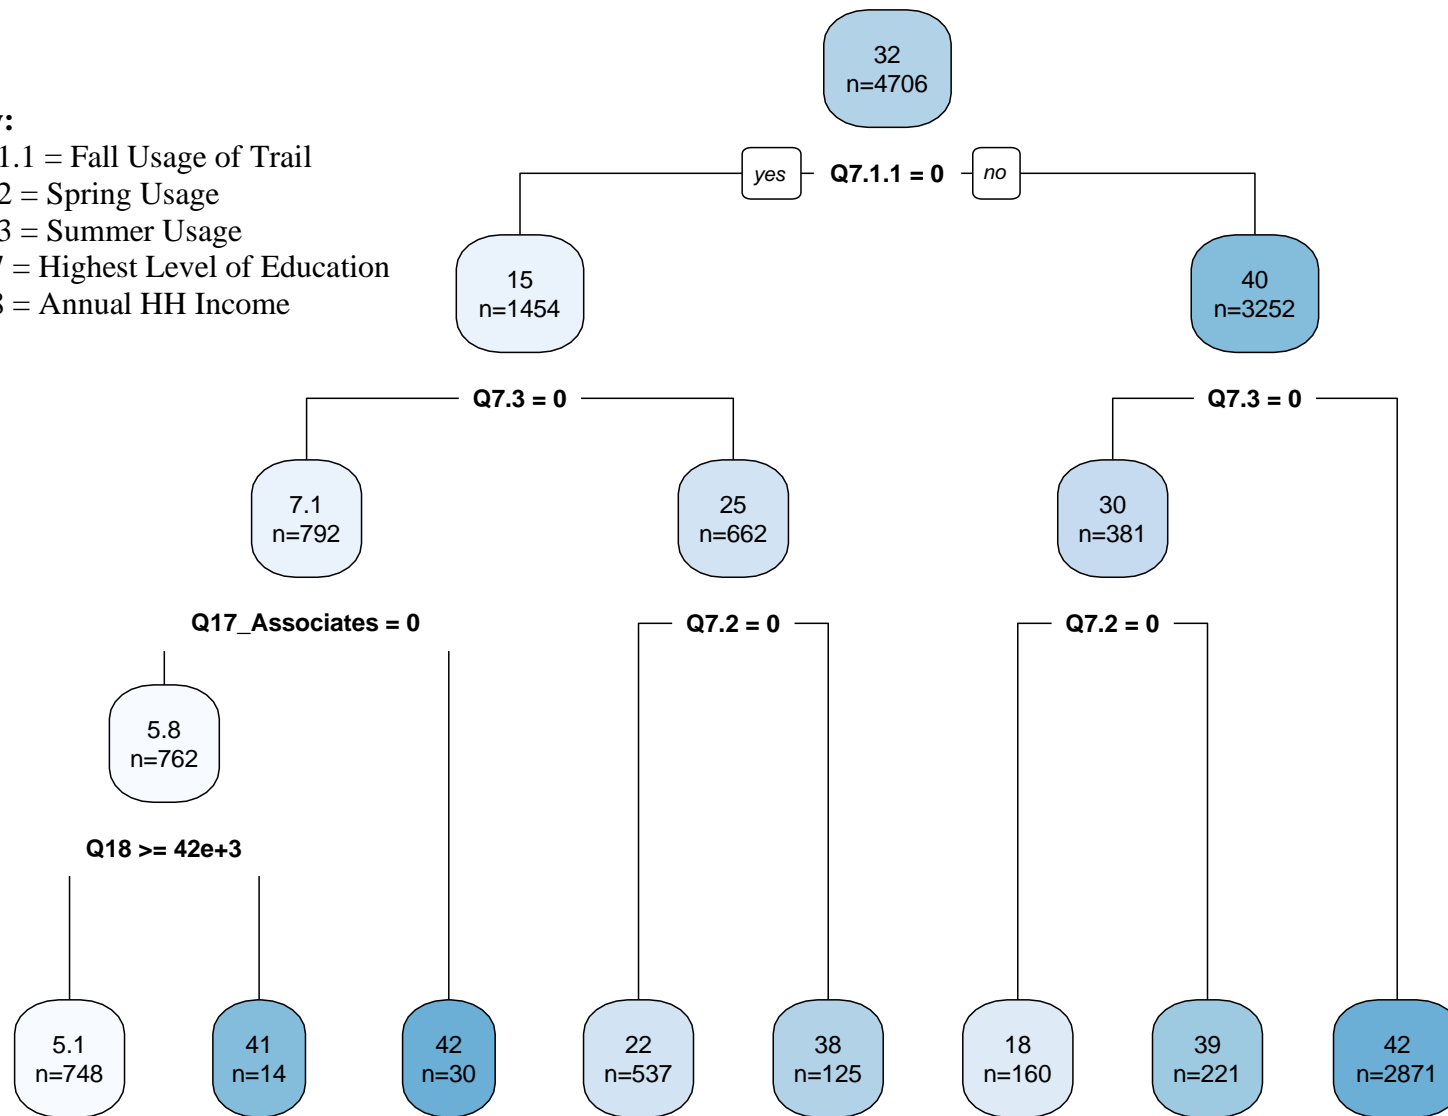 32
n=4706
:
1.1 = Fall Usage of Trail
2 = Spring Usage
3 = Summer Usage
= Highest Level of Education
= Annual HH Income
yes
Q7.1.1 = 0
no
15
n=1454
40
n=3252
Q7.3 = 0
Q7.3 = 0
7.1
n=792
25
n=662
30
n=381
Q17_Associates = 0
Q7.2 = 0
Q7.2 = 0
5.8
n=762
Q18 >= 42e+3
5.1
n=748
41
n=14
42
n=30
22
n=537
38
n=125
18
n=160
39
n=221
42
n=2871